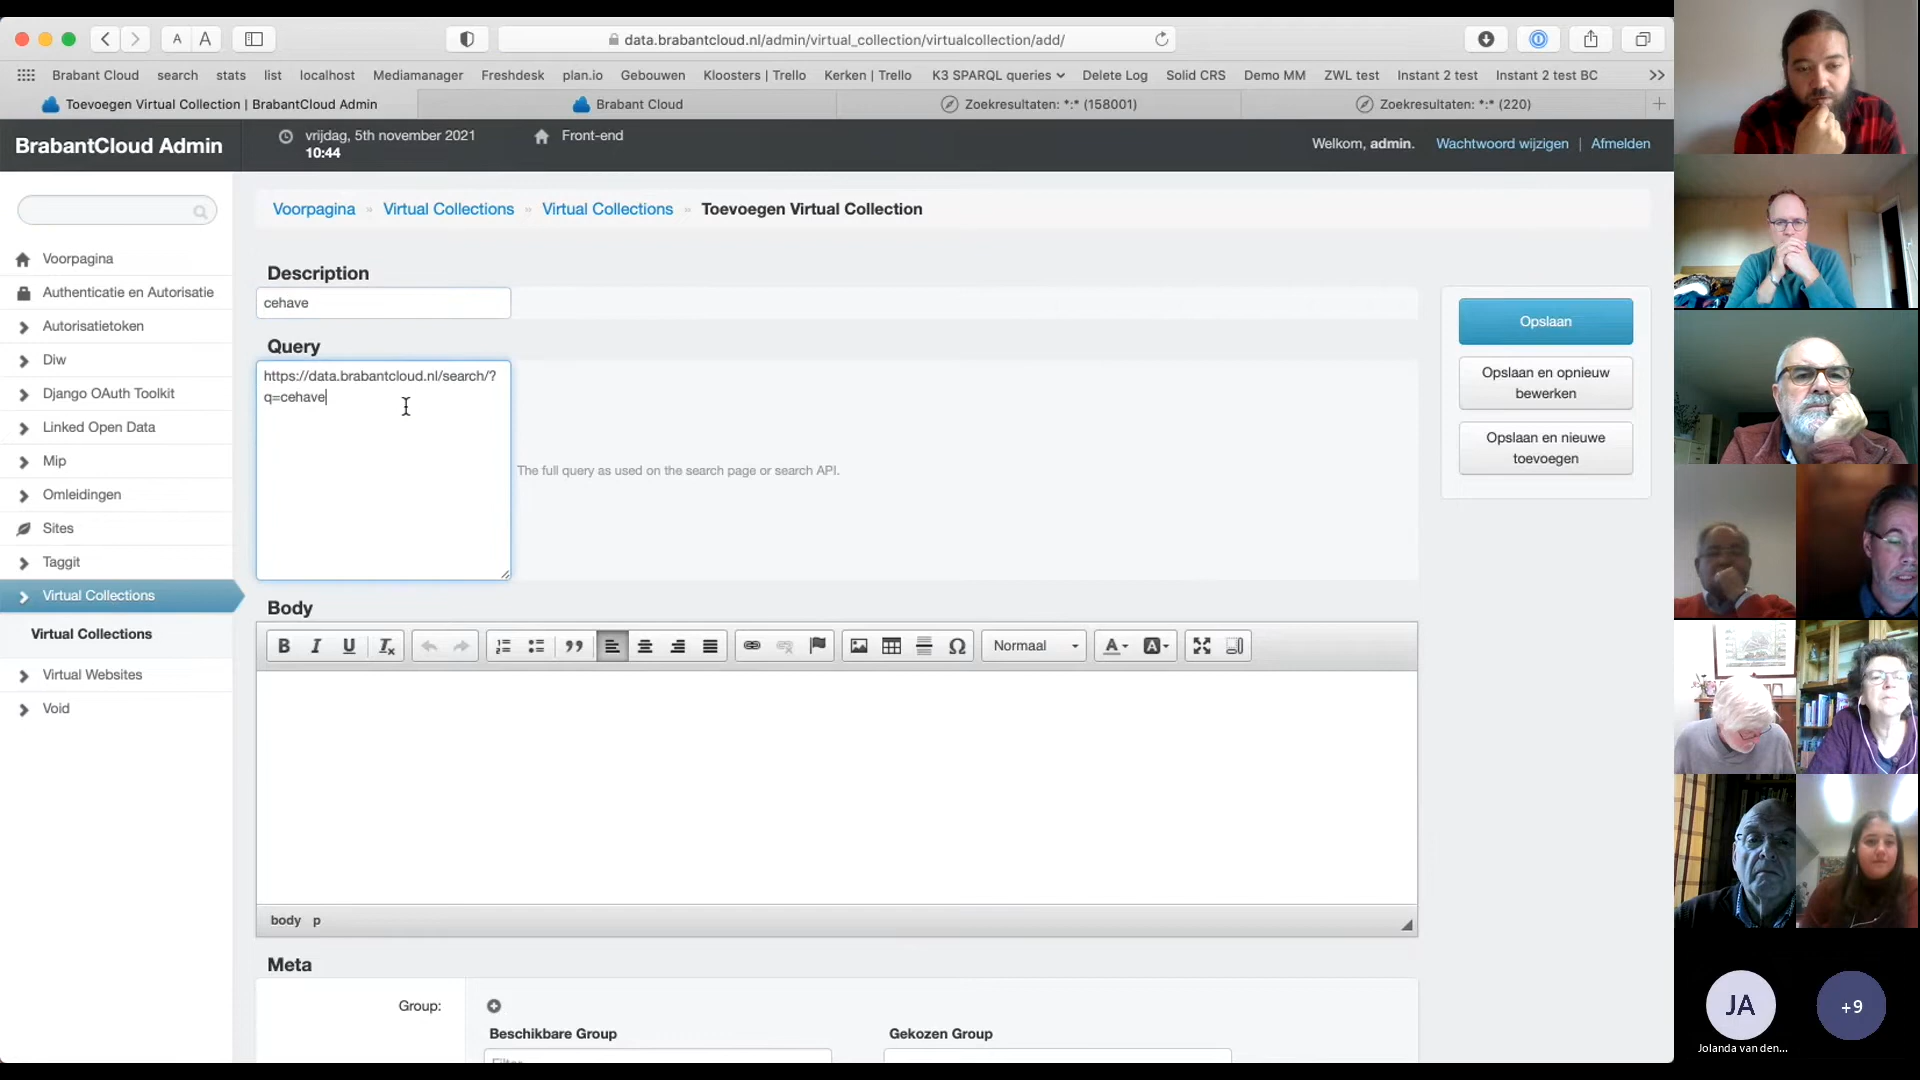 A A
data.brabantcloud.nl/admin/virtual_collection/virtualcollection/add/
Brabant Cloud search stats list localhost Mediamanager Freshdesk plan.io Gebouwen Kloosters | Trello Kerken | Trello K3 SPARQL queries Delete Log Solid CRS Demo MM ZWL test Instant 2 test Instant 2 test BC
Toevoegen Virtual Collection | BrabantCloud Admin Brabant Cloud Zoekresultaten: *:* (158001) Zoekresultaten: *:* (220)
BrabantCloud Admin
vrijdag, 5th november 2021
10:44
Front-end
Welkom, admin. Wachtwoord wijzigen | Afmelden
Voorpagina » Virtual Collections » Virtual Collections » Toevoegen Virtual Collection
Voorpagina
Authenticatie en Autorisatie
Autorisatietoken
Diw
Django OAuth Toolkit
Linked Open Data
Mip
Omleidingen
Sites
Taggit
Virtual Collections
Virtual Collections
Virtual Websites
Void
Description
cehave
Query
https://data.brabantcloud.nl/search/?
q=cehave
The full query as used on the search page or search API.
Opslaan
Opslaan en opnieuw
bewerken
Opslaan en nieuwe
toevoegen
Body
B I U Tx
Normaal
A A
body p
Meta
Group:
Beschikbare Group Gekozen Group
Filter
JA
Jolanda van den...
+9